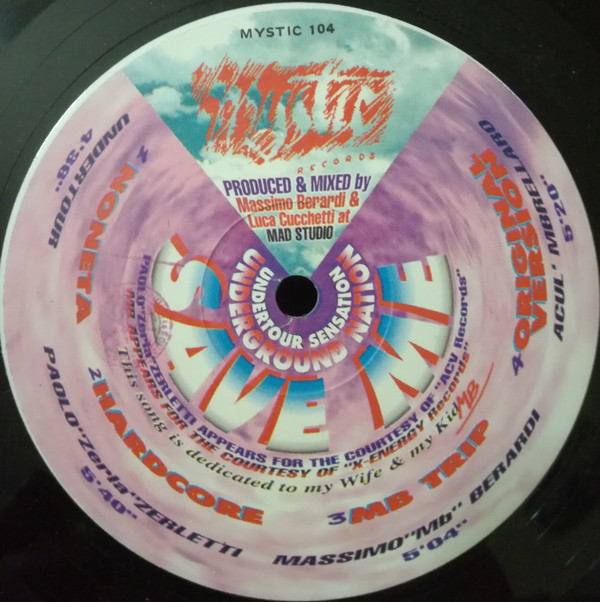 MYSTIC 104
RECORDS
PRODUCED & MIXED by
Massimo Berardi &
Luca Cucchetti at
MAD STUDIO
UNDERTOUR SENSATION
UNDERGROUND NATION
SAVE ME
PAOLO"Zerla"ZERLETTI APPEARS FOR THE COURTESY OF "ACV Records"
MB APPEARS FOR THE COURTESY OF "X-ENERGY Records"
This song is dedicated to my Wife & my Kid MB
1 NONETA
UNDERTOUR
4'38"
2 HARDCORE
PAOLO"Zerla"ZERLETTI
5'40"
3 MB TRIP
MASSIMO"Mb" BERARDI
5'04"
4 ORIGINAL
VERSION
ACUL' MBRELLARO
5'20"